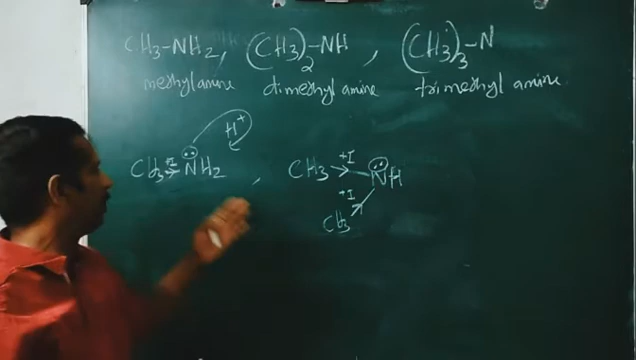 CH3-NH2, (CH3)2-NH, (CH3)3-N
methylamine dimethyl amine trimethyl amine
H+
CH3 +I NH2, CH3 +I NH
+I
CH3